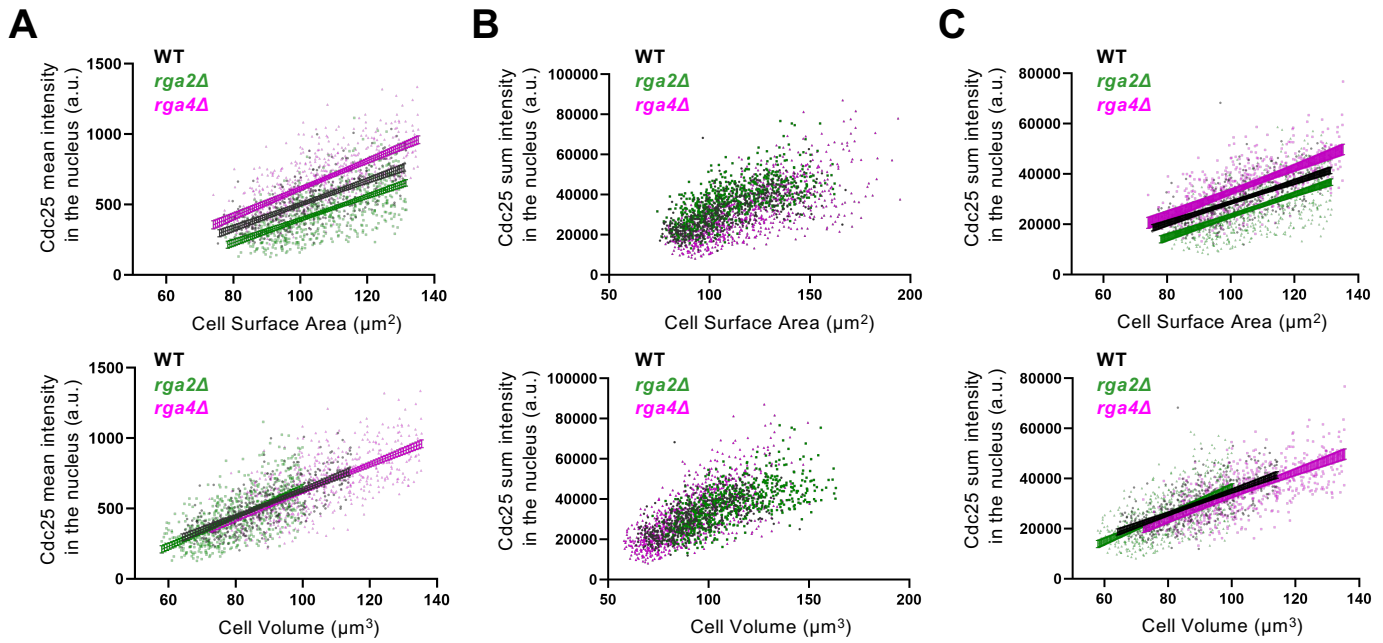 A
WT
rga2Δ
rga4Δ
Cdc25 mean intensity
in the nucleus (a.u.)
1500
1000
500
0
60 80 100 120 140
Cell Surface Area (µm²)
B
WT
rga2Δ
rga4Δ
Cdc25 sum intensity
in the nucleus (a.u.)
100000
80000
60000
40000
20000
0
50 100 150 200
Cell Surface Area (µm²)
C
WT
rga2Δ
rga4Δ
Cdc25 sum intensity
in the nucleus (a.u.)
80000
60000
40000
20000
0
60 80 100 120 140
Cell Surface Area (µm²)
WT
rga2Δ
rga4Δ
Cdc25 mean intensity
in the nucleus (a.u.)
1500
1000
500
0
60 80 100 120 140
Cell Volume (µm³)
WT
rga2Δ
rga4Δ
Cdc25 sum intensity
in the nucleus (a.u.)
100000
80000
60000
40000
20000
0
50 100 150 200
Cell Volume (µm³)
WT
rga2Δ
rga4Δ
Cdc25 sum intensity
in the nucleus (a.u.)
80000
60000
40000
20000
0
60 80 100 120 140
Cell Volume (µm³)